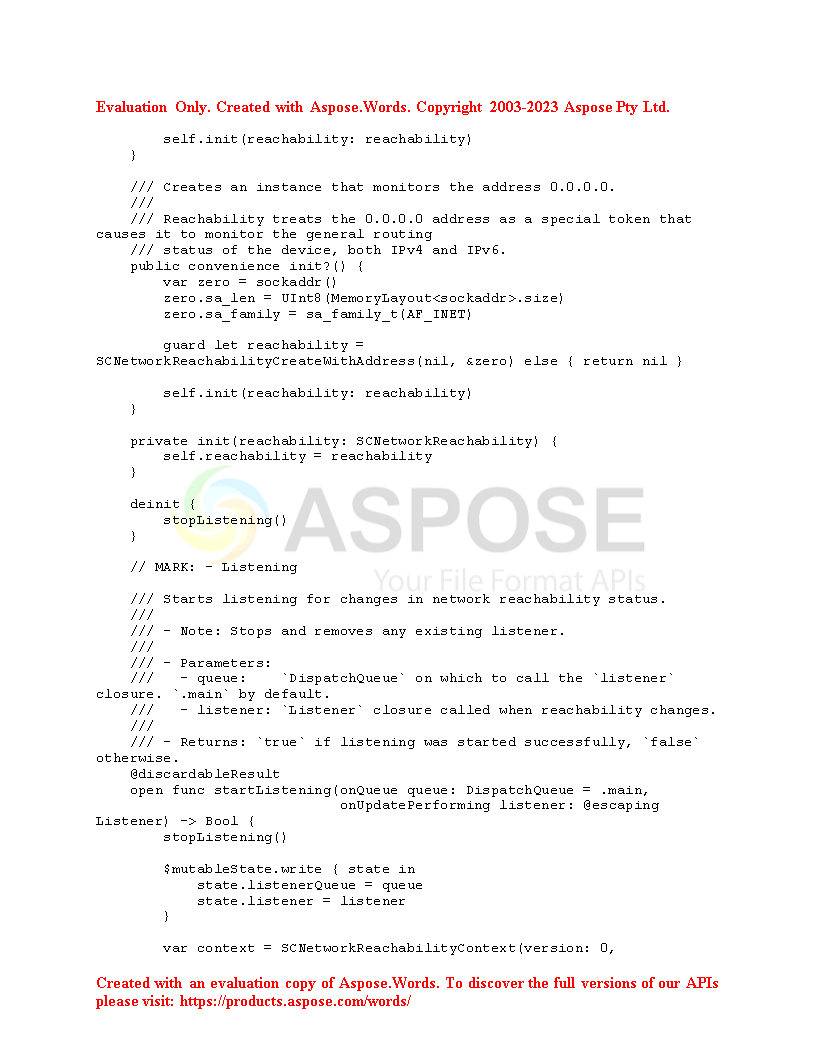 Evaluation Only. Created with Aspose.Words. Copyright 2003-2023 Aspose Pty Ltd.
        self.init(reachability: reachability)
    }

    /// Creates an instance that monitors the address 0.0.0.0.
    ///
    /// Reachability treats the 0.0.0.0 address as a special token that
causes it to monitor the general routing
    /// status of the device, both IPv4 and IPv6.
    public convenience init?() {
        var zero = sockaddr()
        zero.sa_len = UInt8(MemoryLayout<sockaddr>.size)
        zero.sa_family = sa_family_t(AF_INET)

        guard let reachability =
SCNetworkReachabilityCreateWithAddress(nil, &zero) else { return nil }

        self.init(reachability: reachability)
    }

    private init(reachability: SCNetworkReachability) {
        self.reachability = reachability
    }

    deinit {
        stopListening()
    }

    // MARK: - Listening

    /// Starts listening for changes in network reachability status.
    ///
    /// - Note: Stops and removes any existing listener.
    ///
    /// - Parameters:
    ///   - queue:    `DispatchQueue` on which to call the `listener`
closure. `.main` by default.
    ///   - listener: `Listener` closure called when reachability changes.
    ///
    /// - Returns: `true` if listening was started successfully, `false`
otherwise.
    @discardableResult
    open func startListening(onQueue queue: DispatchQueue = .main,
                             onUpdatePerforming listener: @escaping
Listener) -> Bool {
        stopListening()

        $mutableState.write { state in
            state.listenerQueue = queue
            state.listener = listener
        }

        var context = SCNetworkReachabilityContext(version: 0,
ASPOSE
Your File Format APIs
Created with an evaluation copy of Aspose.Words. To discover the full versions of our APIs
please visit: https://products.aspose.com/words/